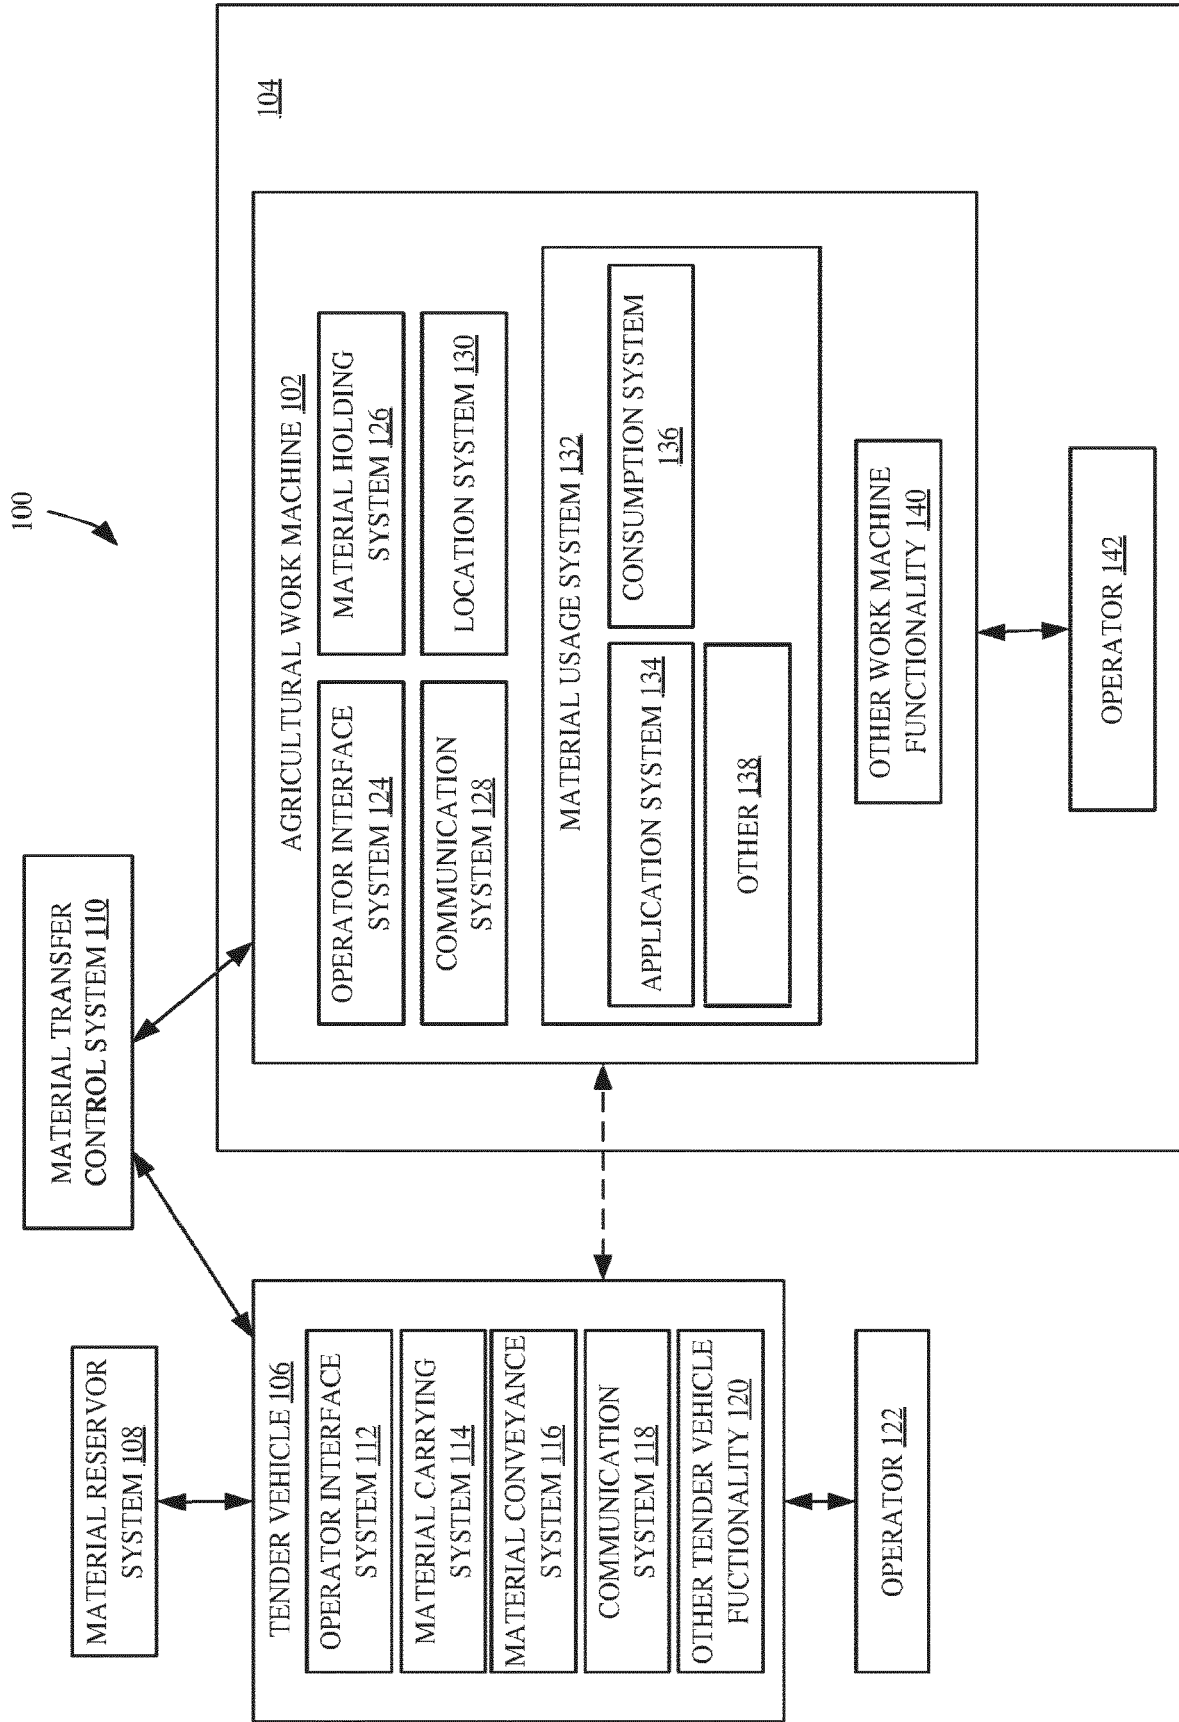 100
MATERIAL RESERVOR
SYSTEM 108
MATERIAL TRANSFER
CONTROL SYSTEM 110
TENDER VEHICLE 106
OPERATOR INTERFACE
SYSTEM 112
MATERIAL CARRYING
SYSTEM 114
MATERIAL CONVEYANCE
SYSTEM 116
COMMUNICATION
SYSTEM 118
OTHER TENDER VEHICLE
FUCTIONALITY 120
OPERATOR 122
104
AGRICULTURAL WORK MACHINE 102
OPERATOR INTERFACE
SYSTEM 124
MATERIAL HOLDING
SYSTEM 126
COMMUNICATION
SYSTEM 128
LOCATION SYSTEM 130
MATERIAL USAGE SYSTEM 132
APPLICATION SYSTEM 134
CONSUMPTION SYSTEM
136
OTHER 138
OTHER WORK MACHINE
FUNCTIONALITY 140
OPERATOR 142